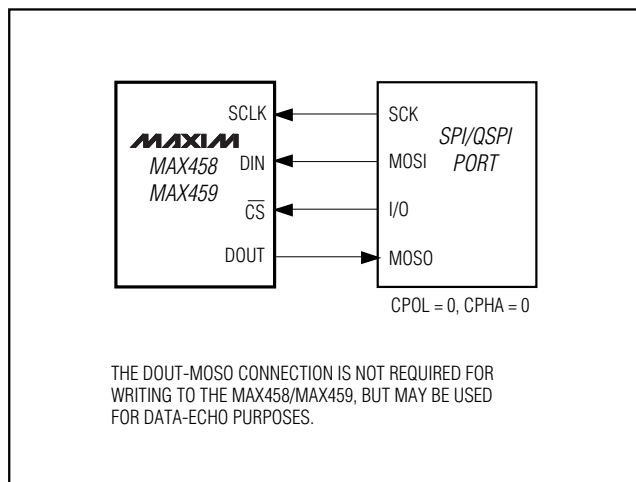 SCLK SCK
MAXIM SPI/QSPI
MAX458 DIN MOSI PORT
MAX459
C̅S̅ I/O
DOUT MOSO
CPOL = 0, CPHA = 0
THE DOUT-MOSO CONNECTION IS NOT REQUIRED FOR
WRITING TO THE MAX458/MAX459, BUT MAY BE USED
FOR DATA-ECHO PURPOSES.